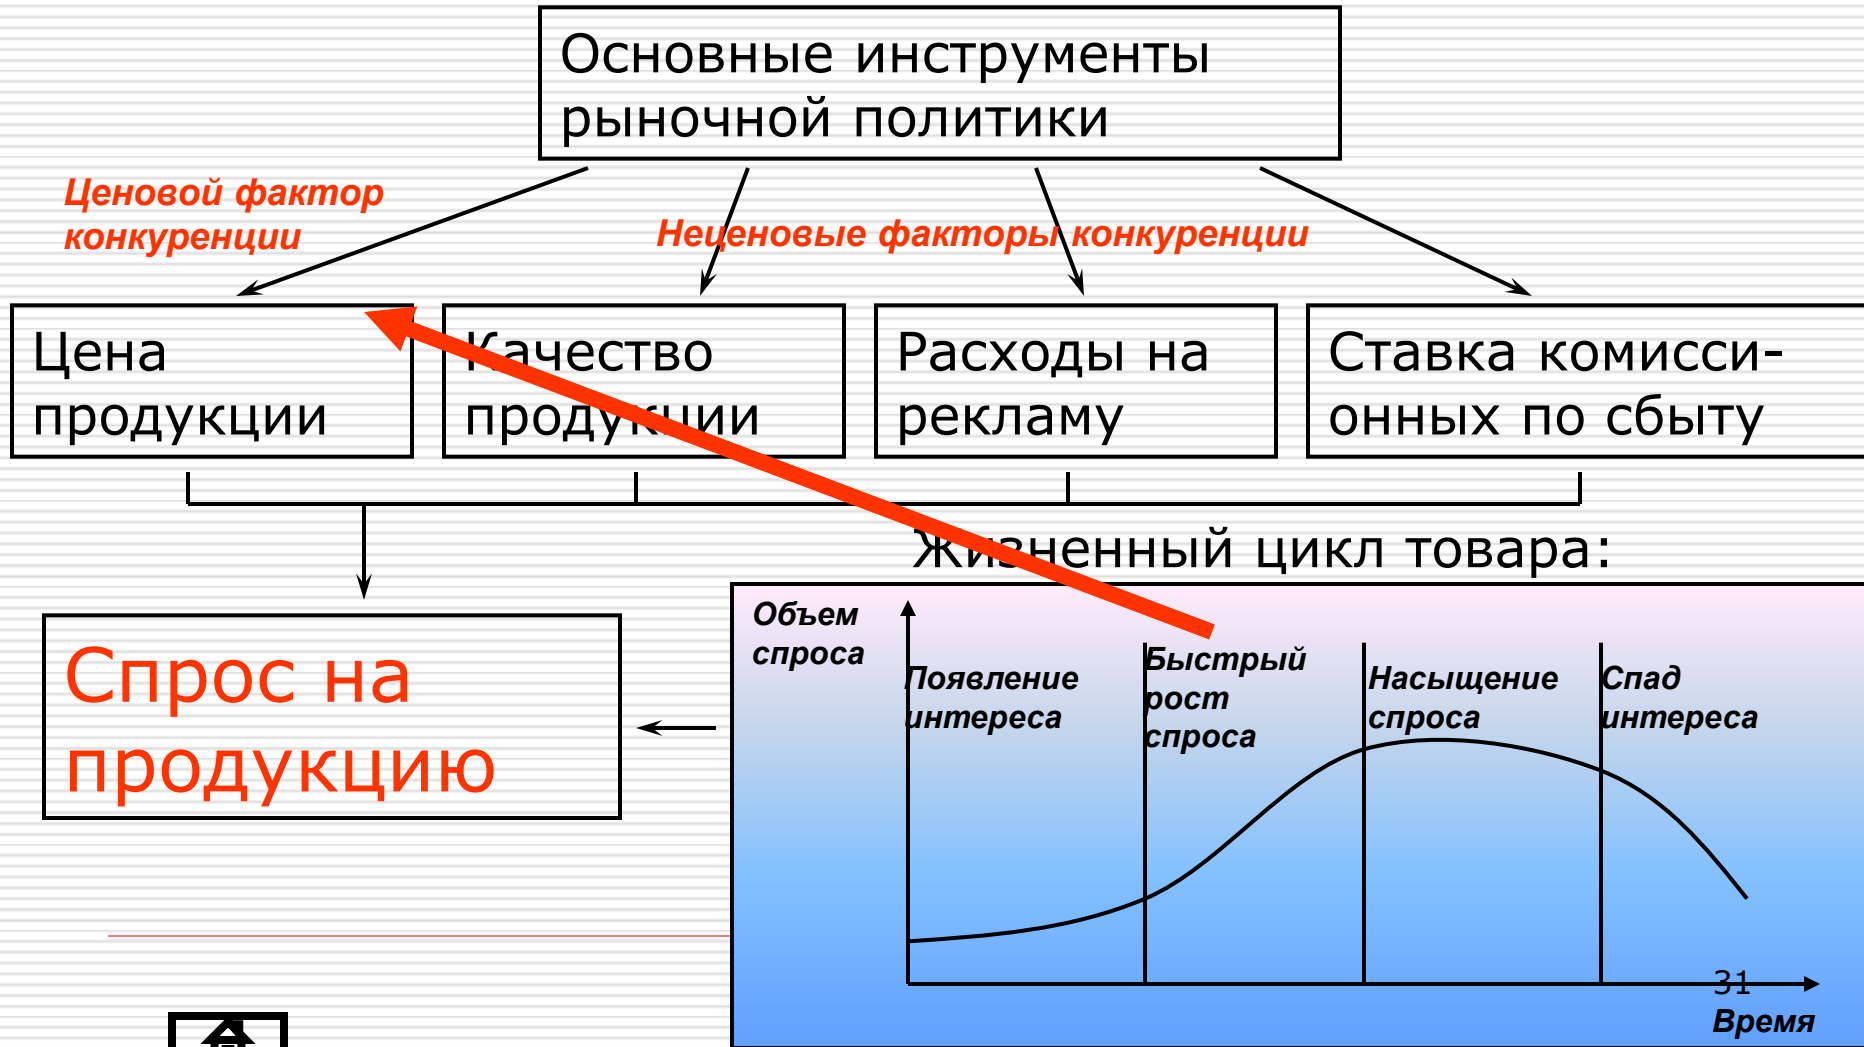 Основные инструменты
рыночной политики
Ценовой фактор
конкуренции
Неценовые факторы конкуренции
Цена
продукции
Качество
продукции
Расходы на
рекламу
Ставка комисси-
онных по сбыту
Жизненный цикл товара:
Спрос на
продукцию
Объем
спроса
Появление
интереса
Быстрый
рост
спроса
Насыщение
спроса
Спад
интереса
31
Время